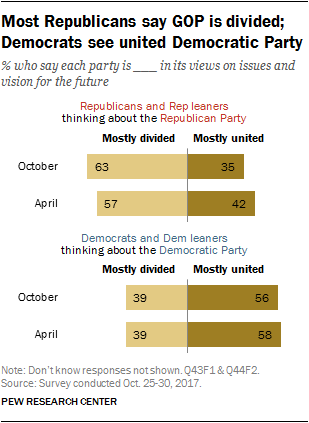 Most Republicans say GOP is divided;
Democrats see united Democratic Party
% who say each party is ___ in its views on issues and
vision for the future
Republicans and Rep leaners
thinking about the Republican Party
Mostly divided Mostly united
October 63 35
April 57 42
Democrats and Dem leaners
thinking about the Democratic Party
Mostly divided Mostly united
October 39 56
April 39 58
Note: Don't know responses not shown. Q43F1 & Q44F2.
Source: Survey conducted Oct. 25-30, 2017.
PEW RESEARCH CENTER